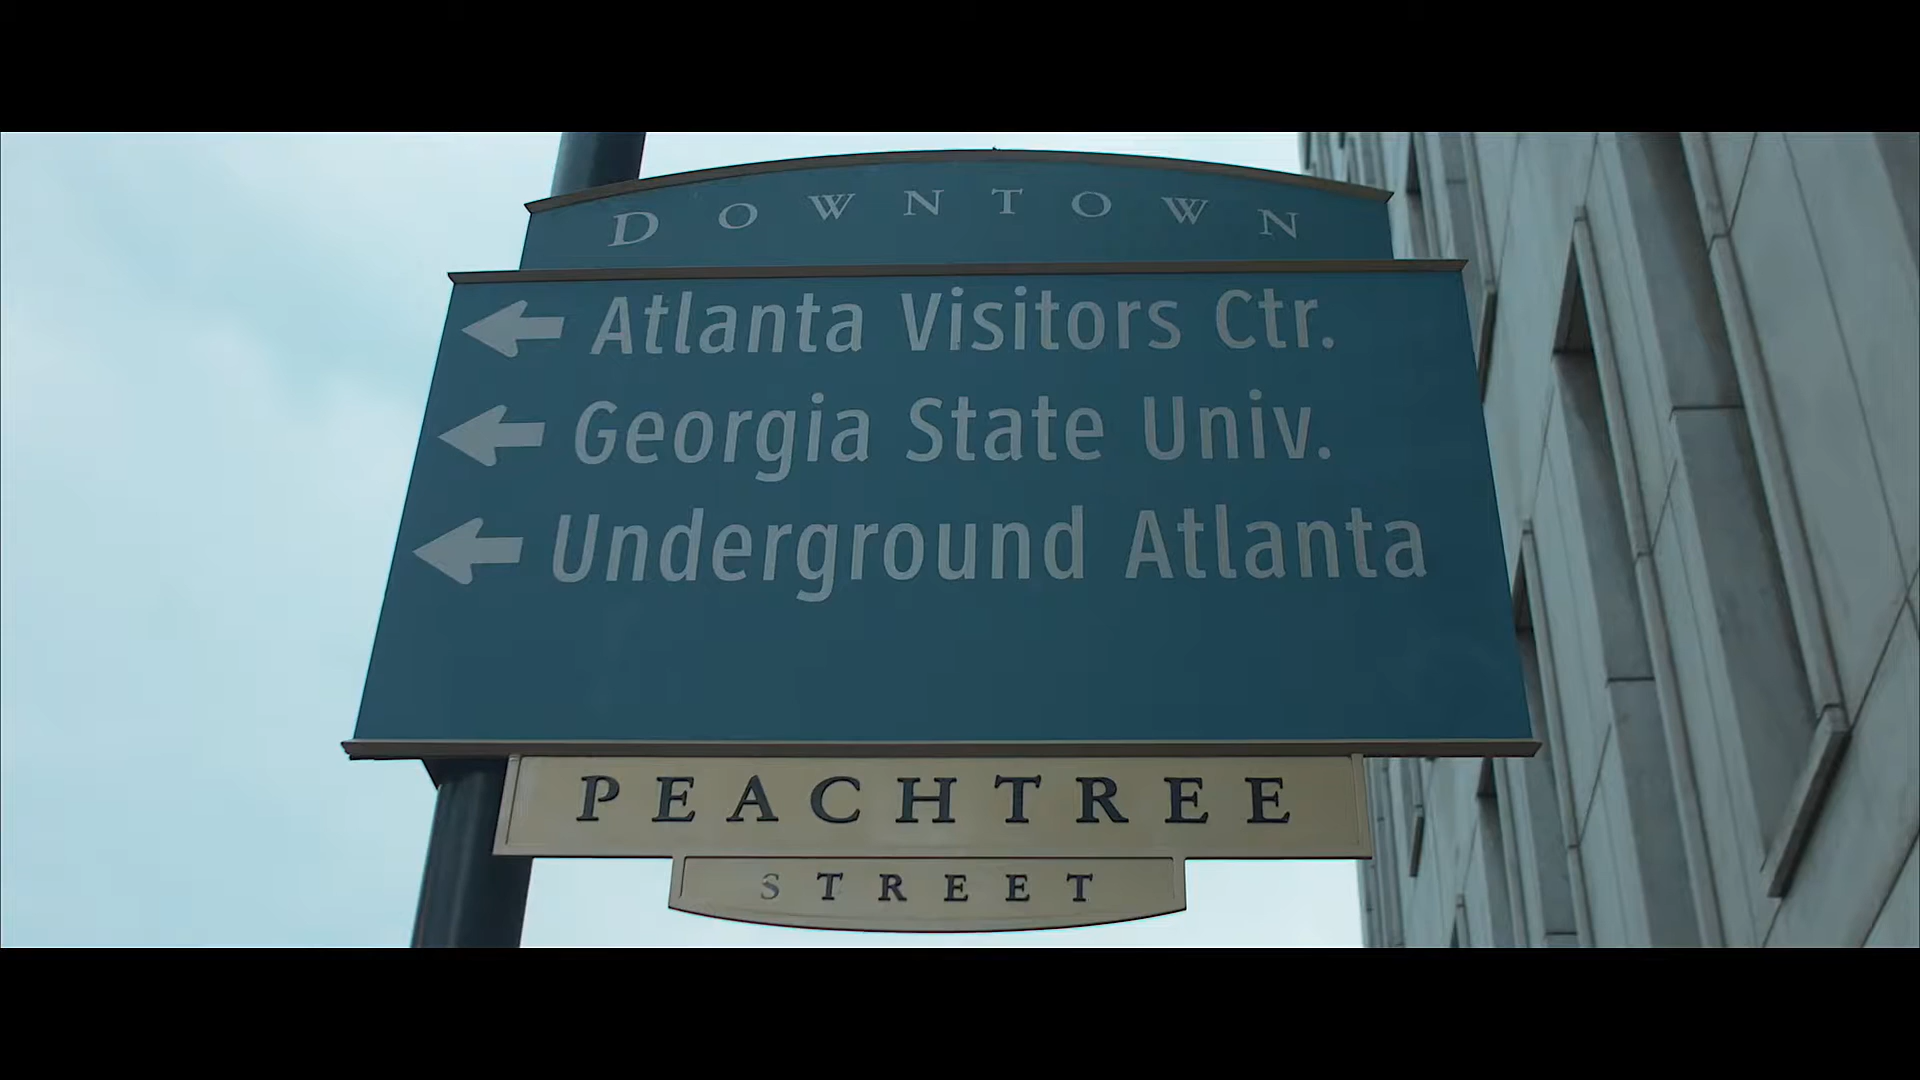 DOWNTOWN
Atlanta Visitors Ctr.
Georgia State Univ.
Underground Atlanta
PEACHTREE
STREET